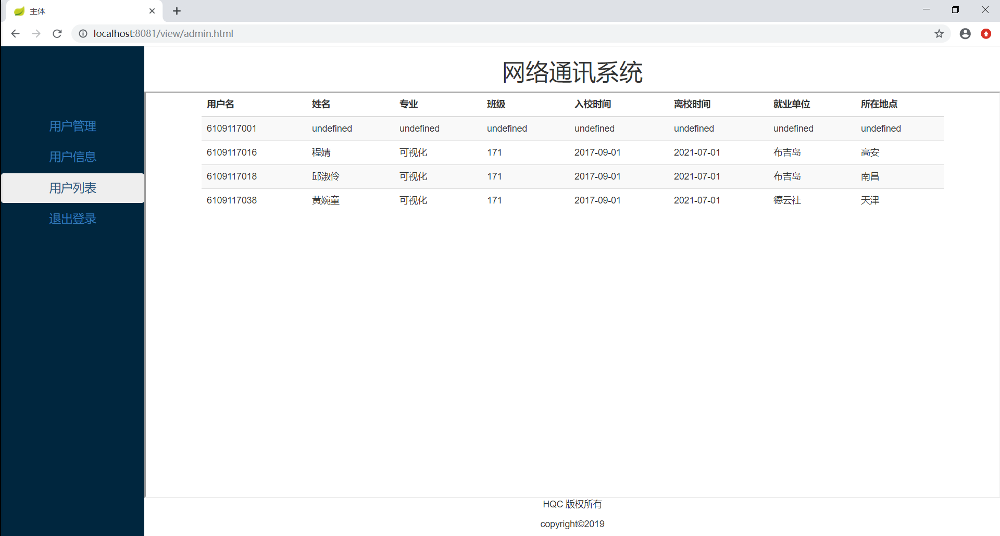 主体
localhost:8081/view/admin.html
网络通讯系统
用户管理
用户信息
用户列表
退出登录
用户名 姓名 专业 班级 入校时间 离校时间 就业单位 所在地点
6109117001 undefined undefined undefined undefined undefined undefined undefined
6109117016 程婧 可视化 171 2017-09-01 2021-07-01 布吉岛 高安
6109117018 邱淑伶 可视化 171 2017-09-01 2021-07-01 布吉岛 南昌
6109117038 黄婉童 可视化 171 2017-09-01 2021-07-01 德云社 天津
HQC 版权所有
copyright©2019